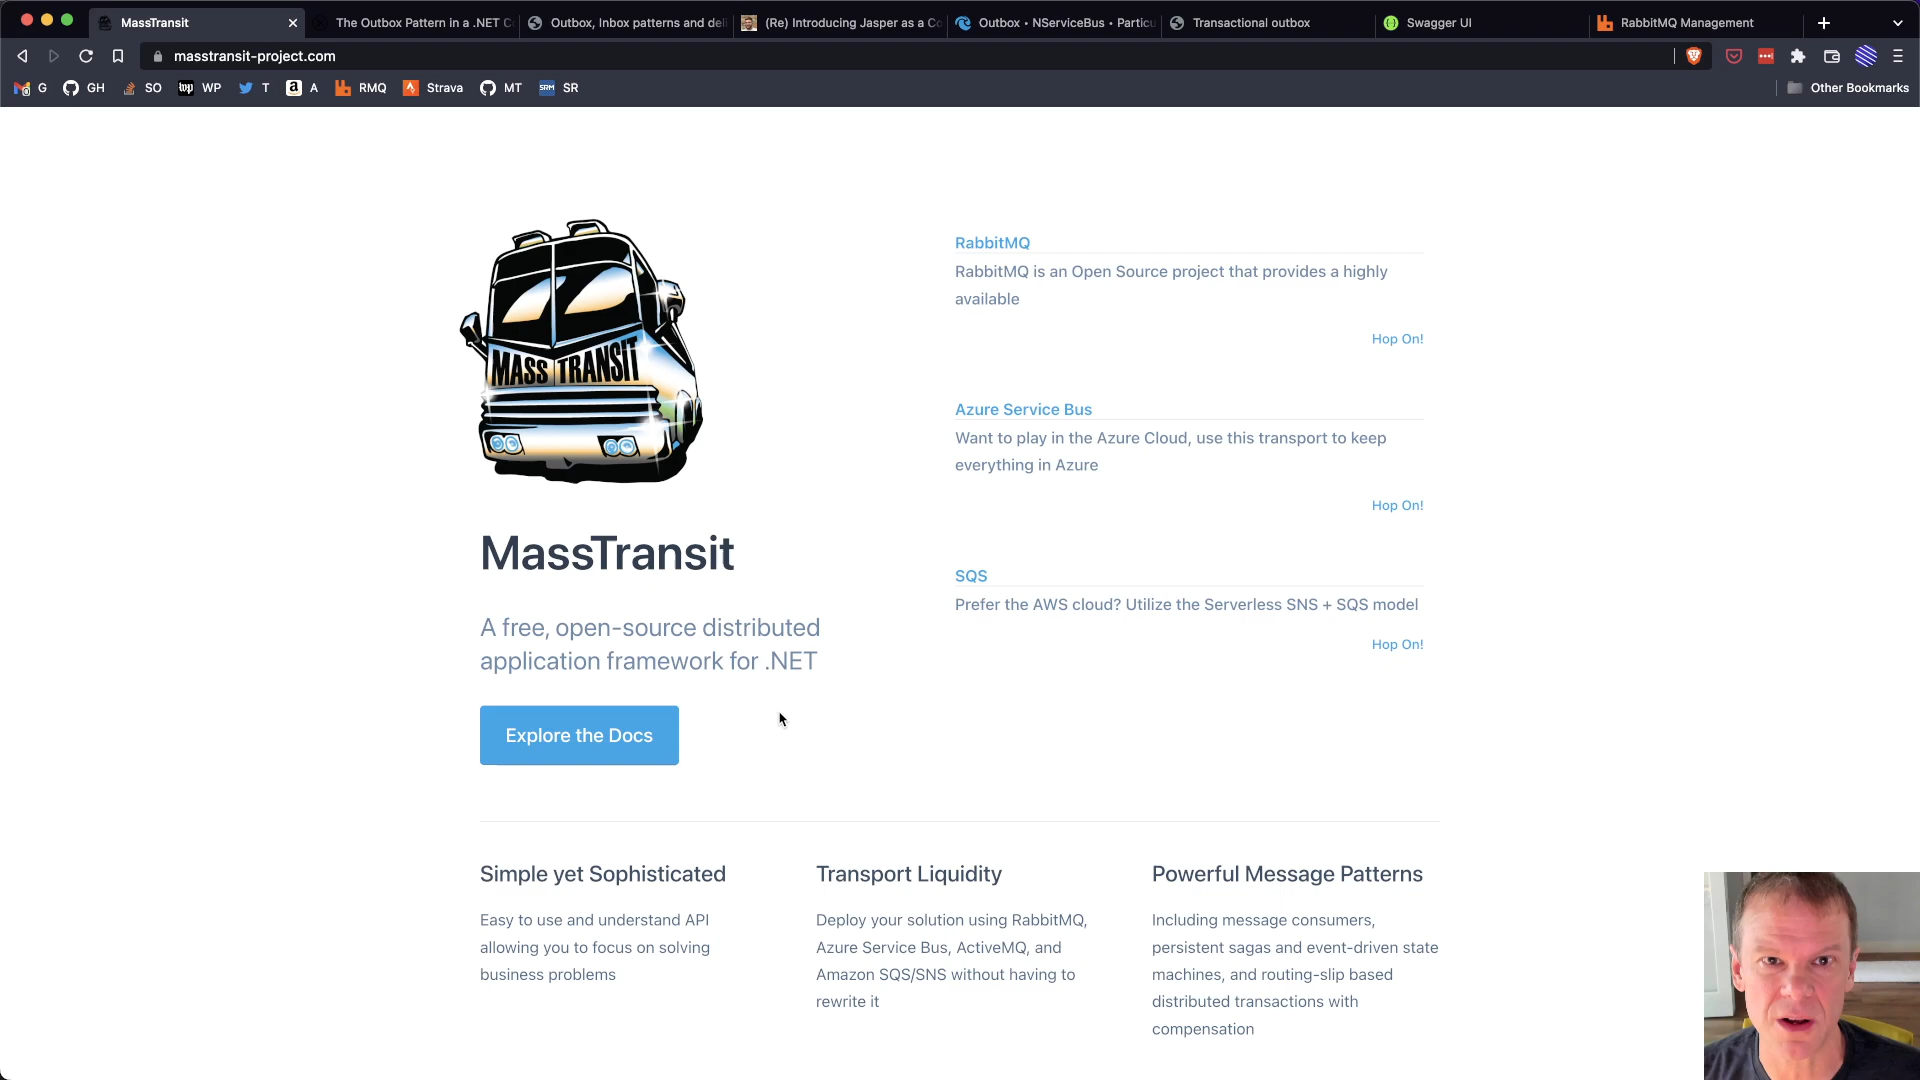 MassTransit
The Outbox Pattern in a .NET C
Outbox, Inbox patterns and deli
(Re) Introducing Jasper as a Co
Outbox • NServiceBus • Particu
Transactional outbox
Swagger UI
RabbitMQ Management
masstransit-project.com
G
GH
SO
WP
T
A
RMQ
Strava
MT
SR
Other Bookmarks
MASS TRANSIT
MassTransit
A free, open-source distributed
application framework for .NET
Explore the Docs
RabbitMQ
RabbitMQ is an Open Source project that provides a highly
available
Hop On!
Azure Service Bus
Want to play in the Azure Cloud, use this transport to keep
everything in Azure
Hop On!
SQS
Prefer the AWS cloud? Utilize the Serverless SNS + SQS model
Hop On!
Simple yet Sophisticated
Easy to use and understand API
allowing you to focus on solving
business problems
Transport Liquidity
Deploy your solution using RabbitMQ,
Azure Service Bus, ActiveMQ, and
Amazon SQS/SNS without having to
rewrite it
Powerful Message Patterns
Including message consumers,
persistent sagas and event-driven state
machines, and routing-slip based
distributed transactions with
compensation